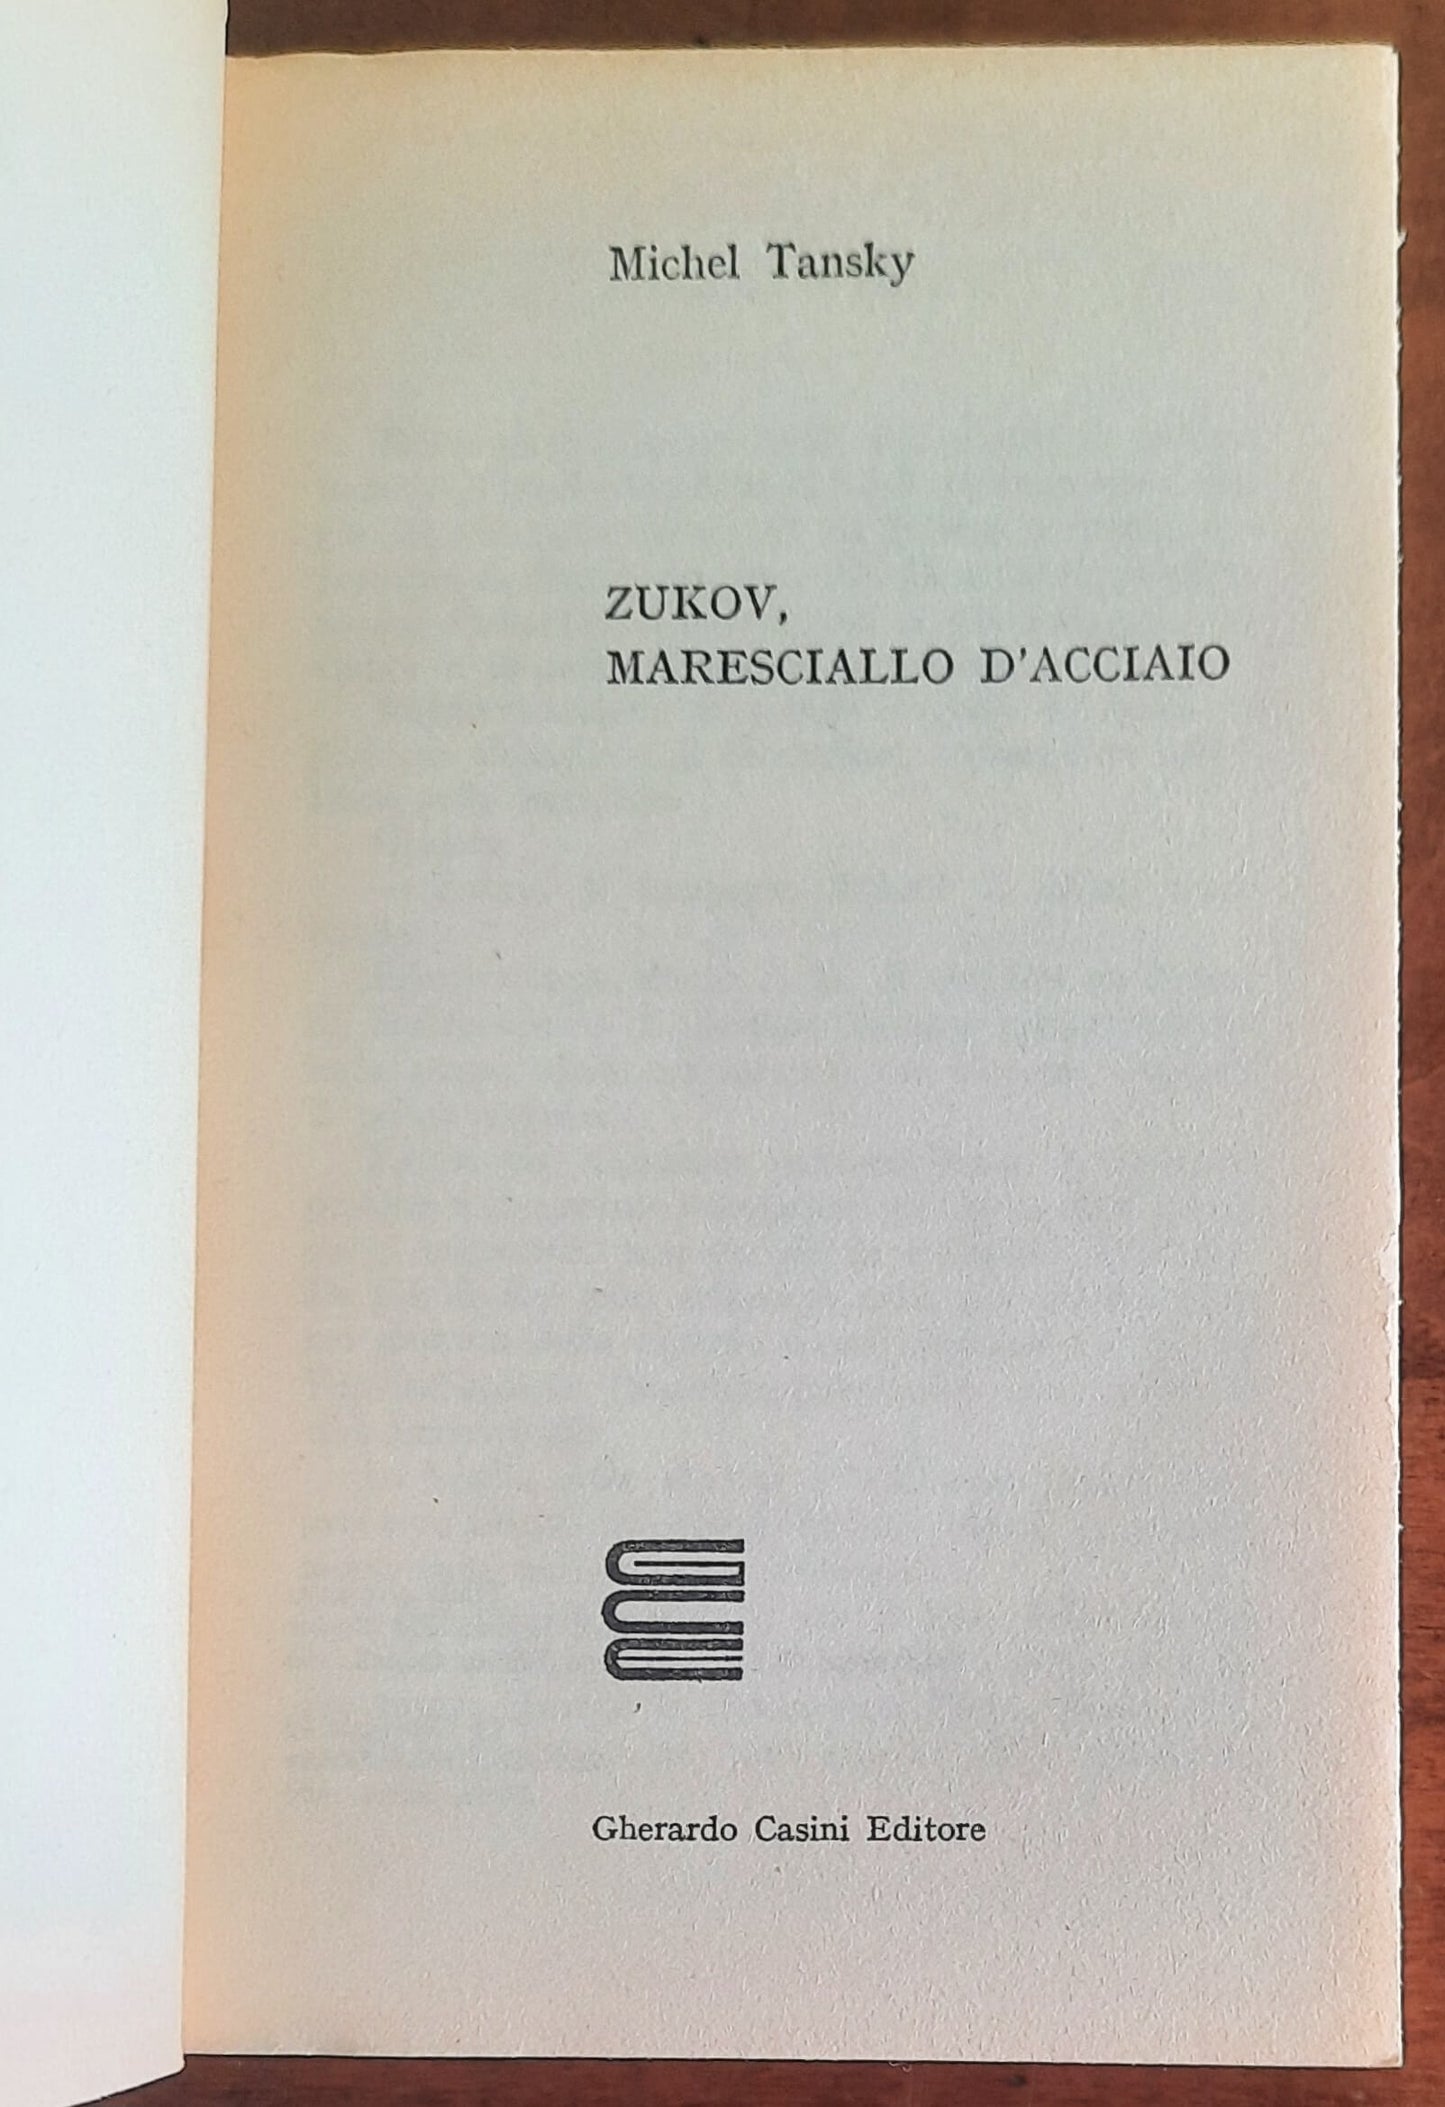 Michel Tansky
ZUKOV,
MARESCIALLO D'ACCIAIO
Gherardo Casini Editore